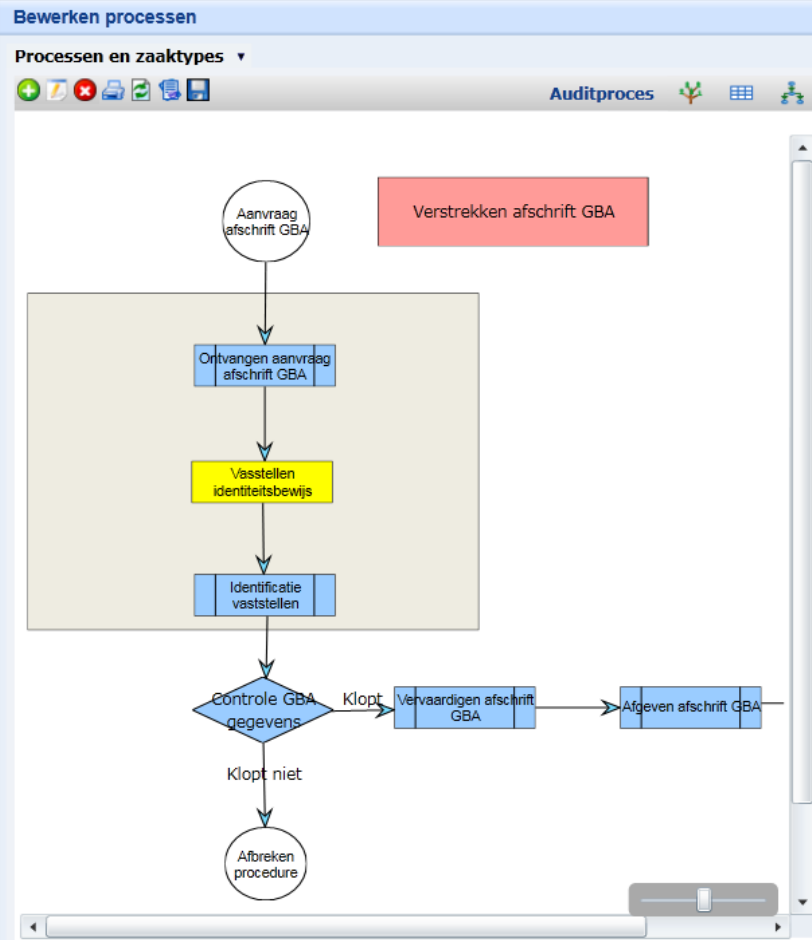 Bewerken processen
Processen en zaaktypes
Auditproces
Aanvraag
afschrift GBA
Verstrekken afschrift GBA
Ontvangen aanvraag
afschrift GBA
Vasstellen
identiteitsbewijs
Identificatie
vaststellen
Controle GBA
gegevens
Klopt
Vervaardigen afschrift
GBA
Afgeven afschrift GBA
Klopt niet
Afbreken
procedure